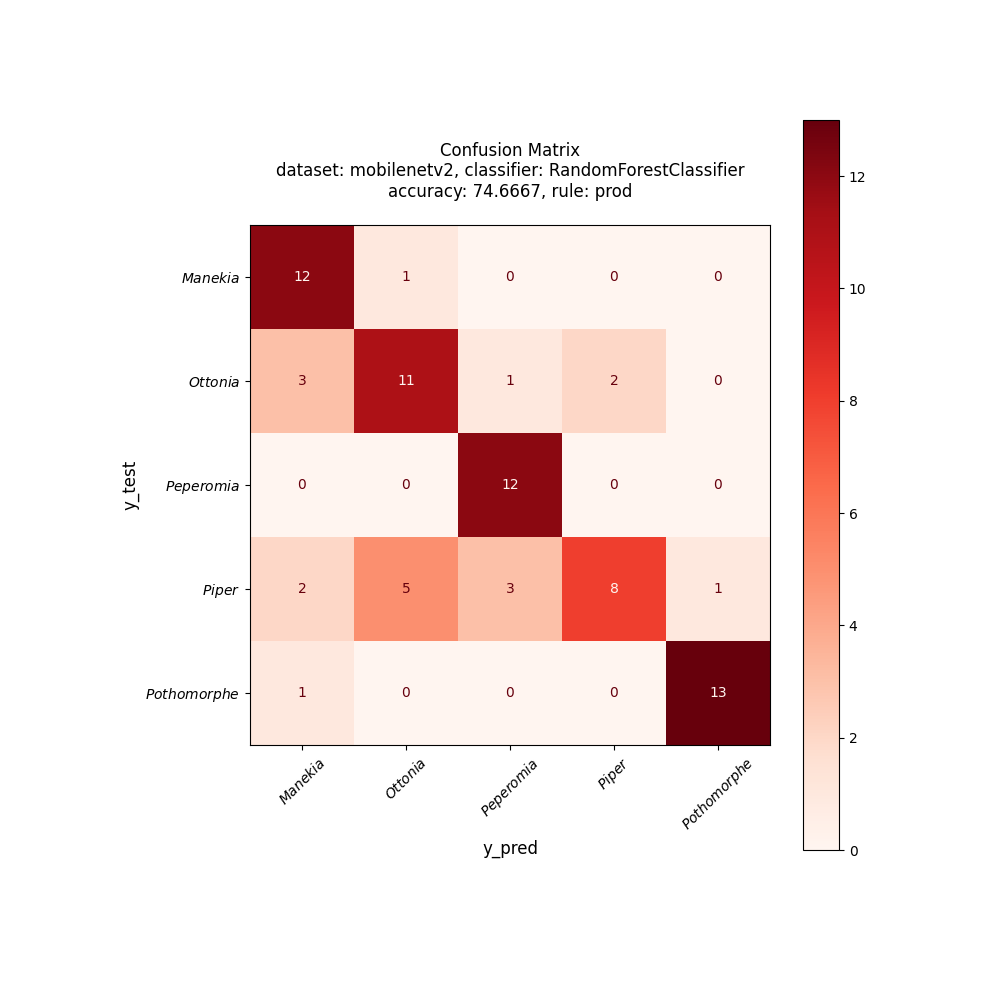 Confusion Matrix
dataset: mobilenetv2, classifier: RandomForestClassifier
accuracy: 74.6667, rule: prod
Manekia 12 1 0 0 0
Ottonia 3 11 1 2 0
Peperomia 0 0 12 0 0
Piper 2 5 3 8 1
Pothomorphe 1 0 0 0 13
y_test
Manekia Ottonia Peperomia Piper Pothomorphe
y_pred
12
10
8
6
4
2
0